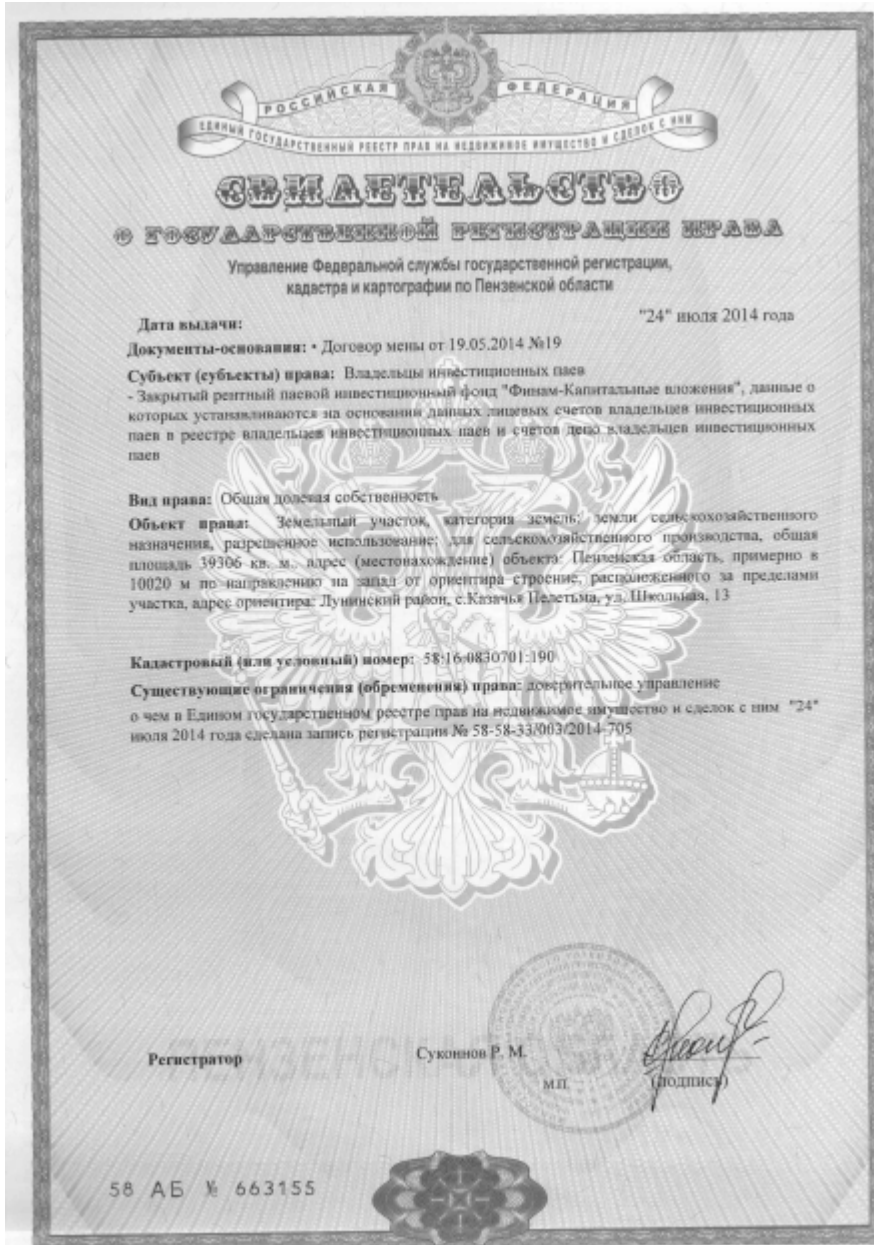 РОССИЙСКАЯ ФЕДЕРАЦИЯ
ЕДИНЫЙ ГОСУДАРСТВЕННЫЙ РЕЕСТР ПРАВ НА НЕДВИЖИМОЕ ИМУЩЕСТВО И СДЕЛОК С НИМ
СВИДЕТЕЛЬСТВО
О ГОСУДАРСТВЕННОЙ РЕГИСТРАЦИИ ПРАВА
Управление Федеральной службы государственной регистрации,
кадастра и картографии по Пензенской области
Дата выдачи: "24" июля 2014 года
Документы-основания: • Договор мены от 19.05.2014 №19
Субъект (субъекты) права: Владельцы инвестиционных паев
- Закрытый рентный паевой инвестиционный фонд "Финам-Капитальные вложения", данные о
которых устанавливаются на основании данных лицевых счетов владельцев инвестиционных
паев в реестре владельцев инвестиционных паев и счетов депо владельцев инвестиционных
паев
Вид права: Общая долевая собственность
Объект права: Земельный участок, категория земель: земли сельскохозяйственного
назначения, разрешенное использование: для сельскохозяйственного производства, общая
площадь 39306 кв. м., адрес (местонахождение) объекта: Пензенская область, примерно в
10020 м по направлению на запад от ориентира строение, расположенного за пределами
участка, адрес ориентира: Лунинский район, с.Казачья Пелетьма, ул. Школьная, 13
Кадастровый (или условный) номер: 58:16:0830701:190
Существующие ограничения (обременения) права: доверительное управление
о чем в Едином государственном реестре прав на недвижимое имущество и сделок с ним "24"
июля 2014 года сделана запись регистрации № 58-58-33/003/2014-705
Регистратор Суконнов Р. М.
М.П. (подпись)
58 АБ № 663155